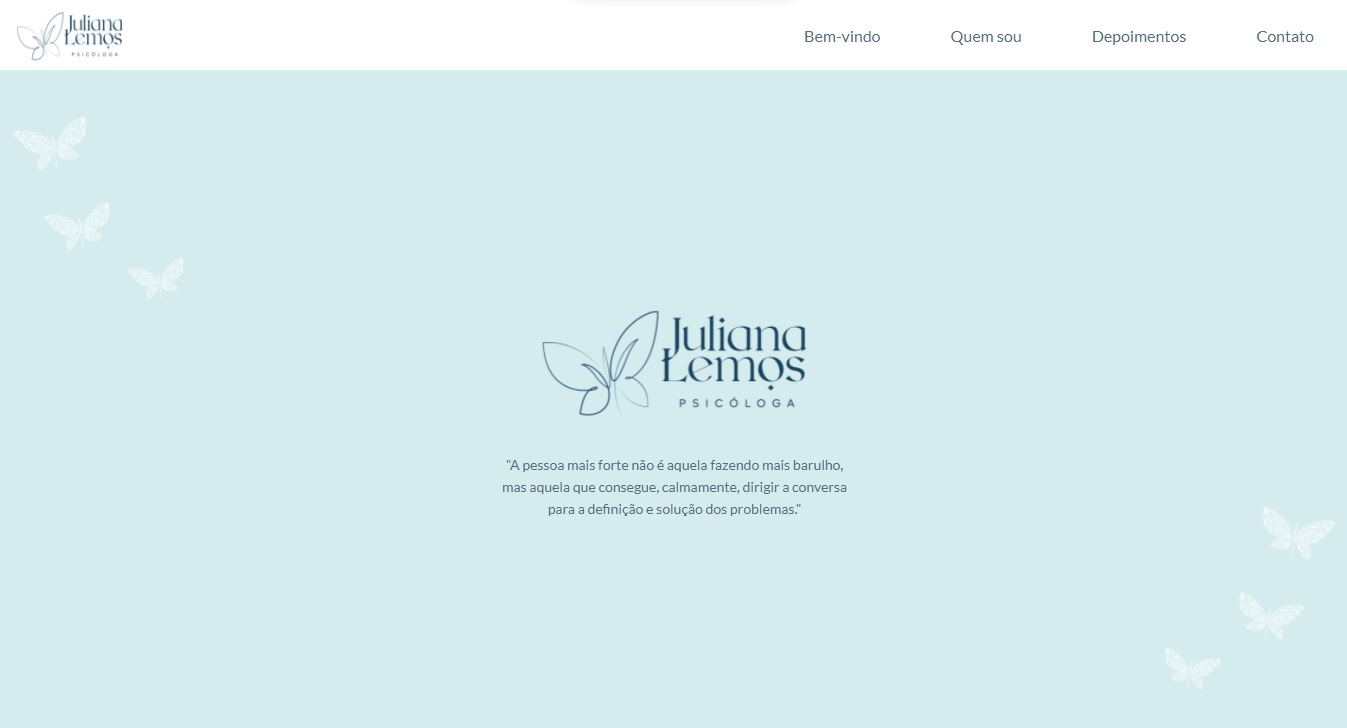 Juliana
Lemos
PSICÓLOGA
Bem-vindo
Quem sou
Depoimentos
Contato
Juliana
Lemos
PSICÓLOGA
"A pessoa mais forte não é aquela fazendo mais barulho,
mas aquela que consegue, calmamente, dirigir a conversa
para a definição e solução dos problemas."